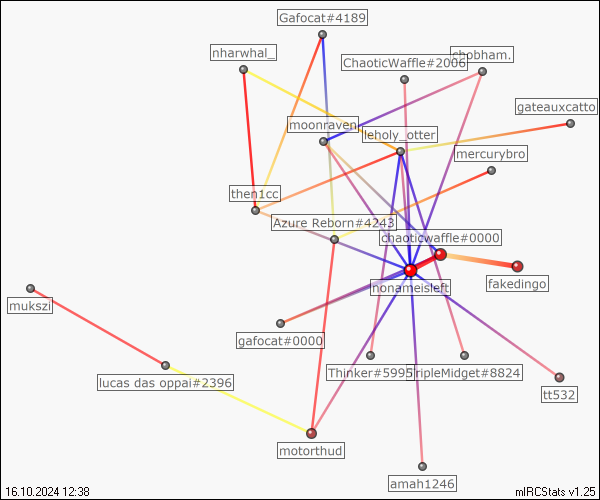 Gafocat#4189
nharwhal_
chobham.
ChaoticWaffle#2006
gateauxcatto
moonraven
leholy_otter
mercurybro
then1cc
Azure Reborn#4243
chaoticwaffle#0000
nonameisleft
fakedingo
mukszi
gafocat#0000
Thinker#5995
TripleMidget#8824
lucas das oppai#2396
tt532
motorthud
amah1246
16.10.2024 12:38
mIRCStats v1.25